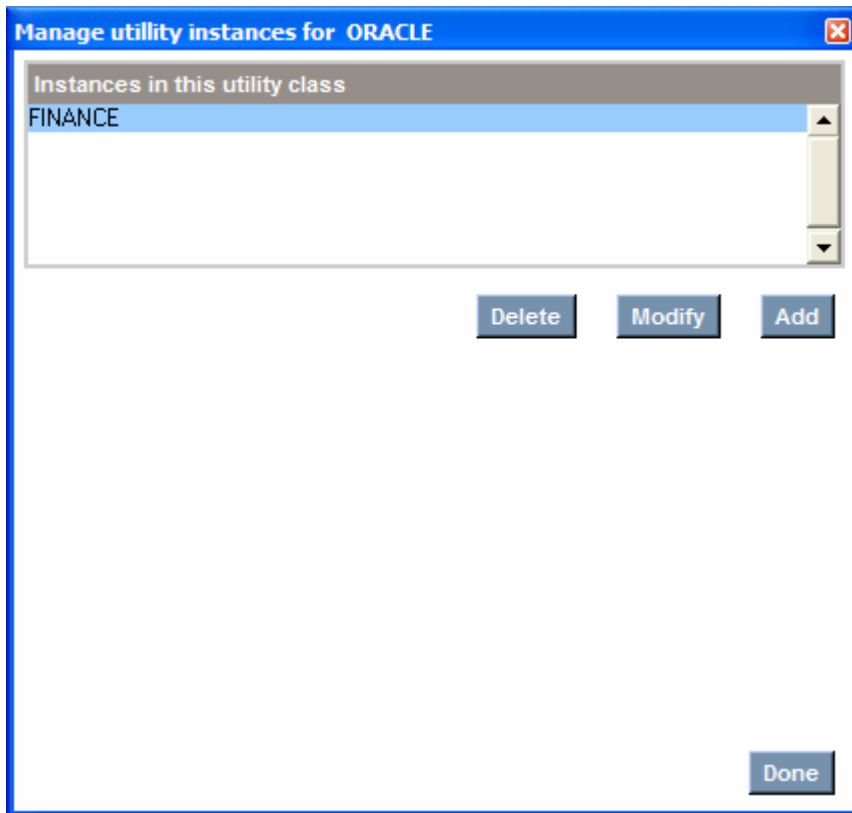 Manage utillity instances for ORACLE
Instances in this utility class
FINANCE
Delete Modify Add
Done